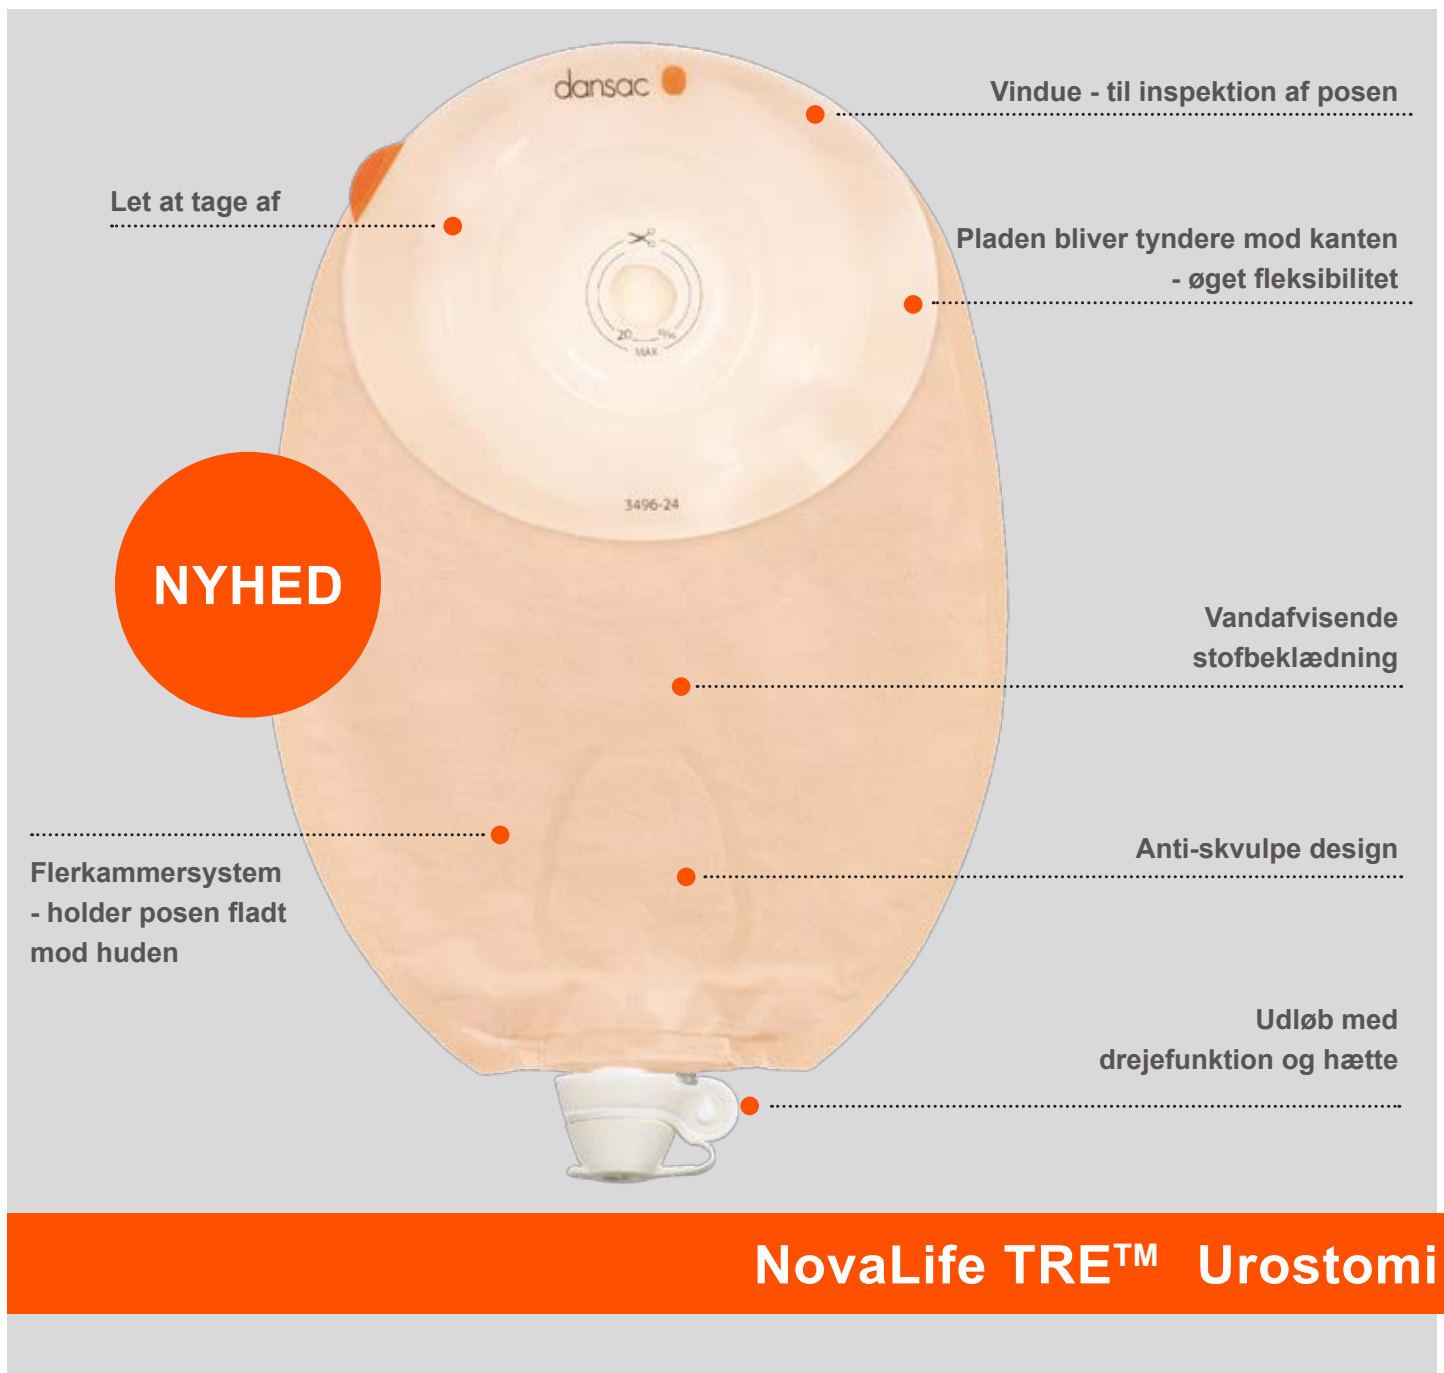 dansac
Vindue - til inspektion af posen
Let at tage af
Pladen bliver tyndere mod kanten
- øget fleksibilitet
20
MAX
3496-24
NYHED
Vandafvisende
stofbeklædning
Anti-skvulpe design
Flerkammersystem
- holder posen fladt
mod huden
Udløb med
drejefunktion og hætte
NovaLife TRE™ Urostomi